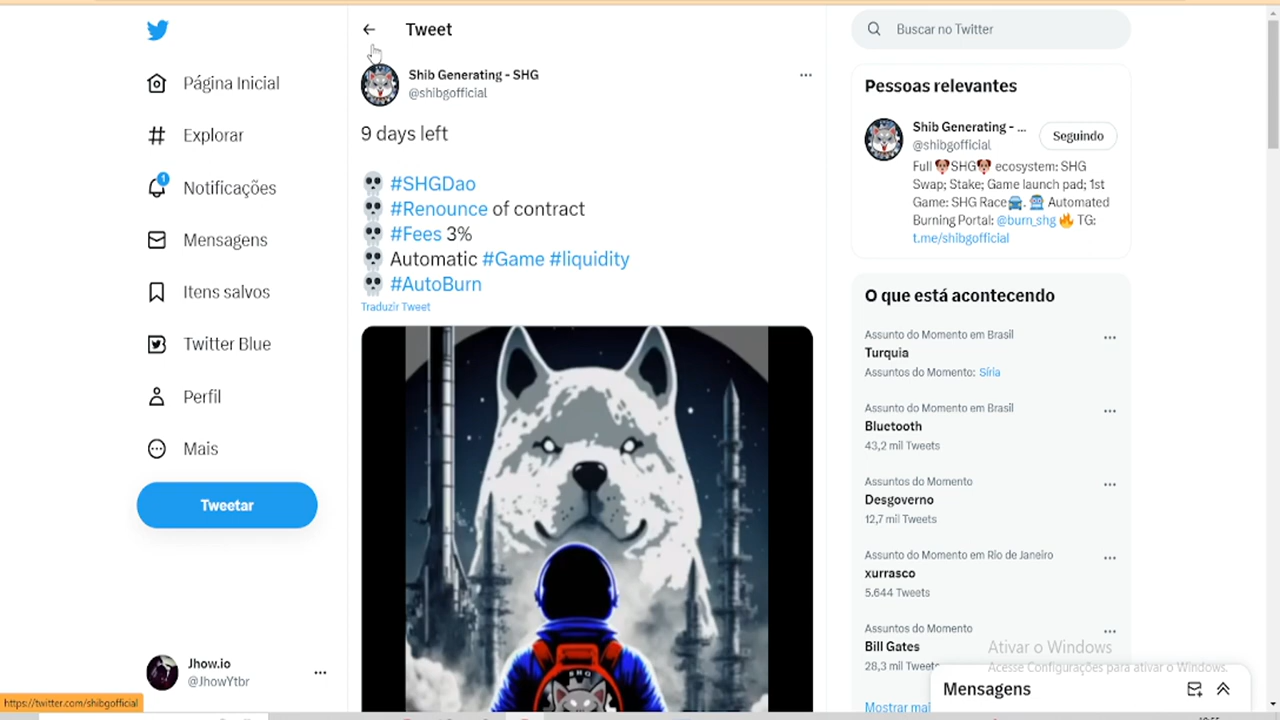 Tweet
Buscar no Twitter
Página Inicial
Explorar
1
Notificações
Mensagens
Itens salvos
Twitter Blue
Perfil
Mais
Tweetar
Jhow.io
@JhowYtbr
https://twitter.com/shibgofficial
Shib Generating - SHG
@shibgofficial
9 days left
#SHGDao
#Renounce of contract
#Fees 3%
Automatic #Game #liquidity
#AutoBurn
Traduzir Tweet
SHG
Pessoas relevantes
Shib Generating - ...
@shibgofficial
Seguindo
Full 🐶SHG🐶 ecosystem: SHG
Swap; Stake; Game launch pad; 1st
Game: SHG Race🚘. 🤖 Automated
Burning Portal: @burn_shg 🔥 TG:
t.me/shibgofficial
O que está acontecendo
Assunto do Momento em Brasil
Turquia
Assuntos do Momento: Síria
Assunto do Momento em Brasil
Bluetooth
43,2 mil Tweets
Assuntos do Momento
Desgoverno
12,7 mil Tweets
Assunto do Momento em Rio de Janeiro
xurrasco
5.644 Tweets
Assuntos do Momento
Bill Gates
28,3 mil Tweets
Mostrar mai
Ativar o Windows
Acesse Configurações para ativar o Windows.
Mensagens